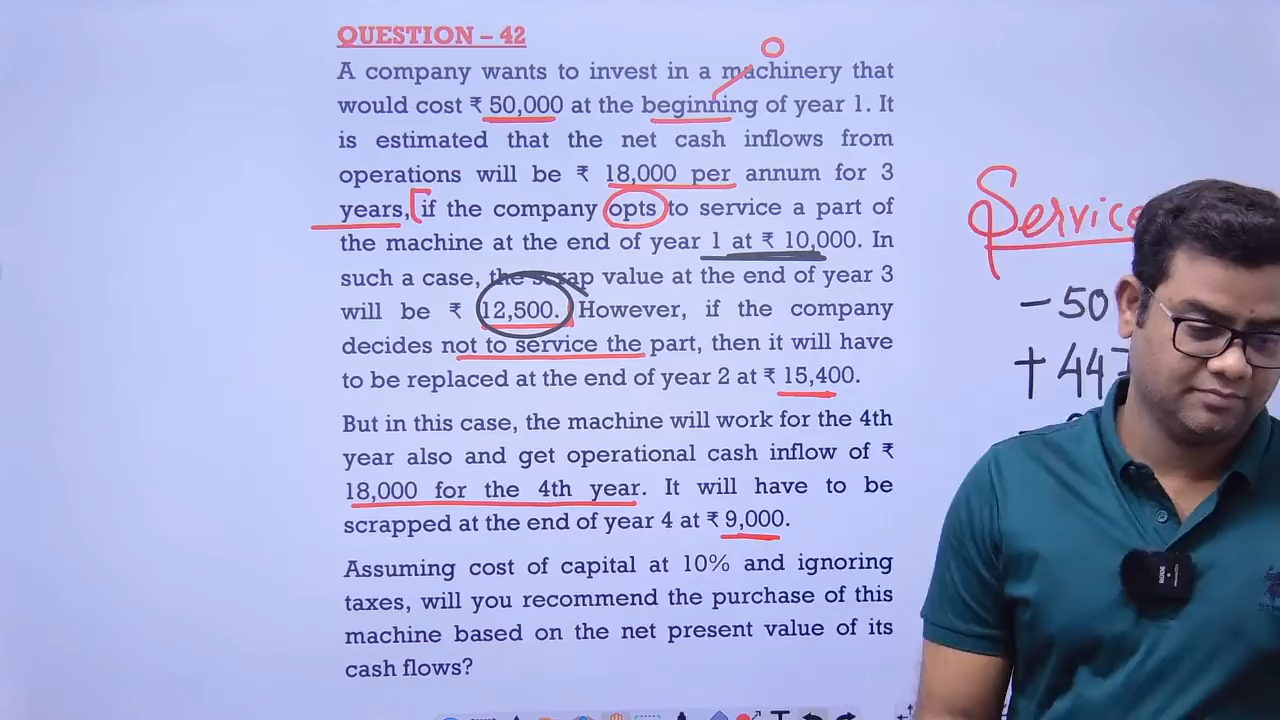 QUESTION – 42
A company wants to invest in a machinery that
would cost ₹ 50,000 at the beginning of year 1. It
is estimated that the net cash inflows from
operations will be ₹ 18,000 per annum for 3
years, if the company opts to service a part of
the machine at the end of year 1 at ₹ 10,000. In
such a case, the scrap value at the end of year 3
will be ₹ 12,500. However, if the company
decides not to service the part, then it will have
to be replaced at the end of year 2 at ₹ 15,400.
But in this case, the machine will work for the 4th
year also and get operational cash inflow of ₹
18,000 for the 4th year. It will have to be
scrapped at the end of year 4 at ₹ 9,000.
Assuming cost of capital at 10% and ignoring
taxes, will you recommend the purchase of this
machine based on the net present value of its
cash flows?
0
Service
- 50
+ 447